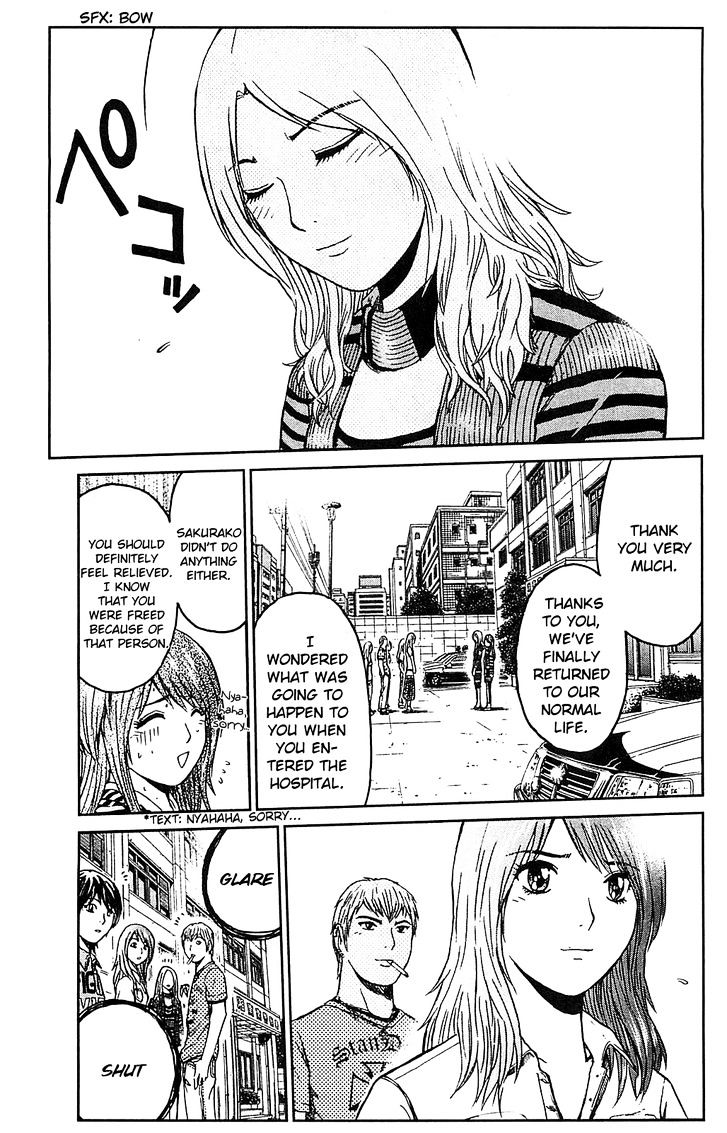 SFX: BOW
ペコッ
THANK
YOU VERY
MUCH.
THANKS
TO YOU,
WE'VE
FINALLY
RETURNED
TO OUR
NORMAL
LIFE.
I
WONDERED
WHAT WAS
GOING TO
HAPPEN TO
YOU WHEN
YOU EN-
TERED THE
HOSPITAL.
SAKURAKO
DIDN'T DO
ANYTHING
EITHER.
YOU SHOULD
DEFINITELY
FEEL RELIEVED.
I KNOW
THAT YOU
WERE FREED
BECAUSE OF
THAT PERSON.
Nya-
haha,
sorry...
*TEXT: NYAHAHA, SORRY...
Stand
GLARE
SHUT